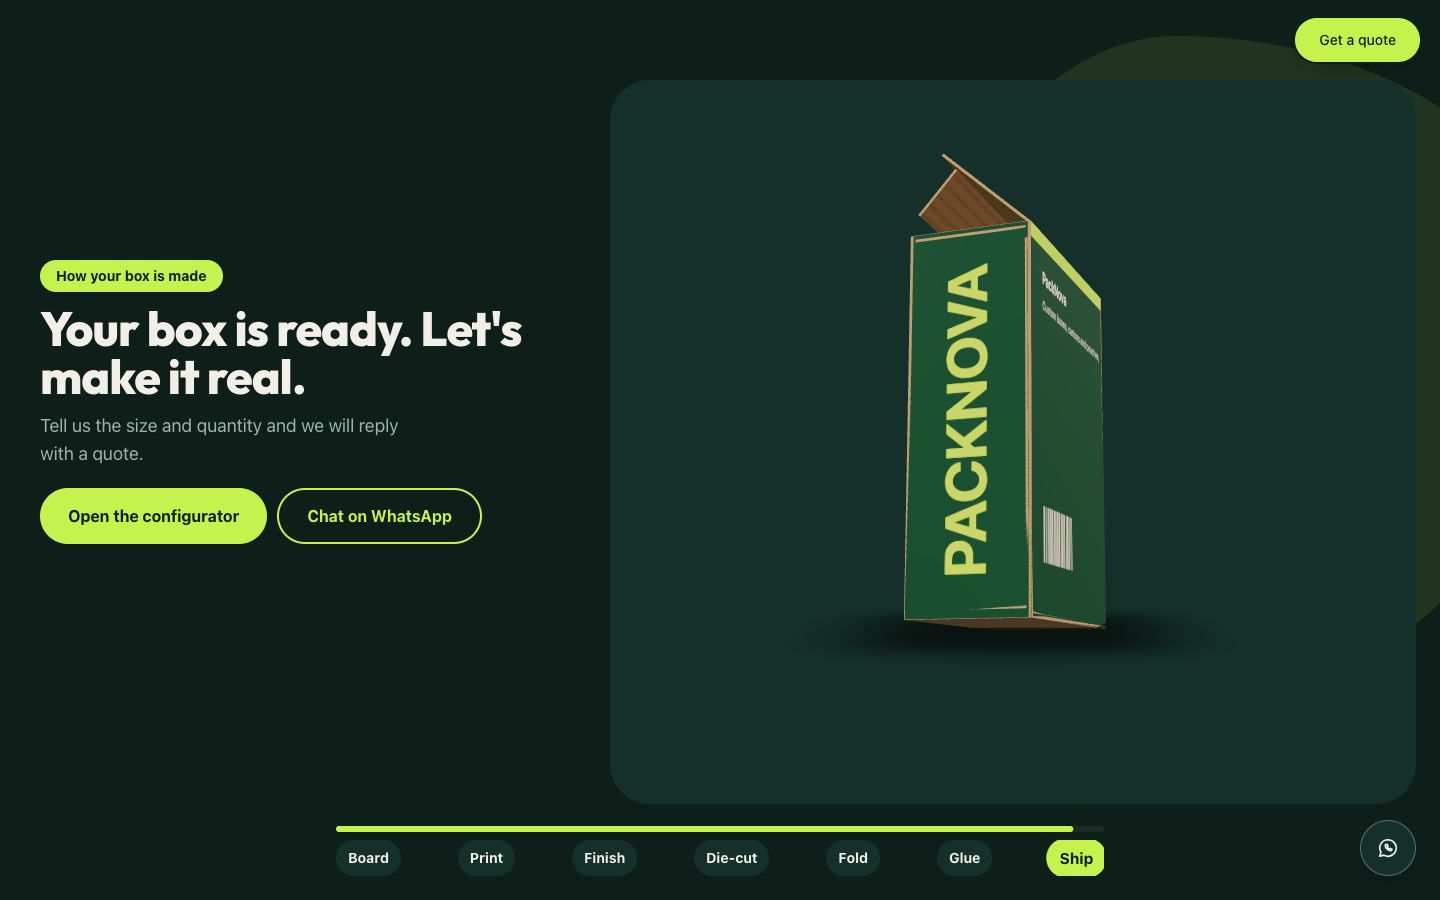 Get a quote
How your box is made
Your box is ready. Let's
make it real.
Tell us the size and quantity and we will reply
with a quote.
Open the configurator
Chat on WhatsApp
PACKNOVA
PackNova
Board
Print
Finish
Die-cut
Fold
Glue
Ship